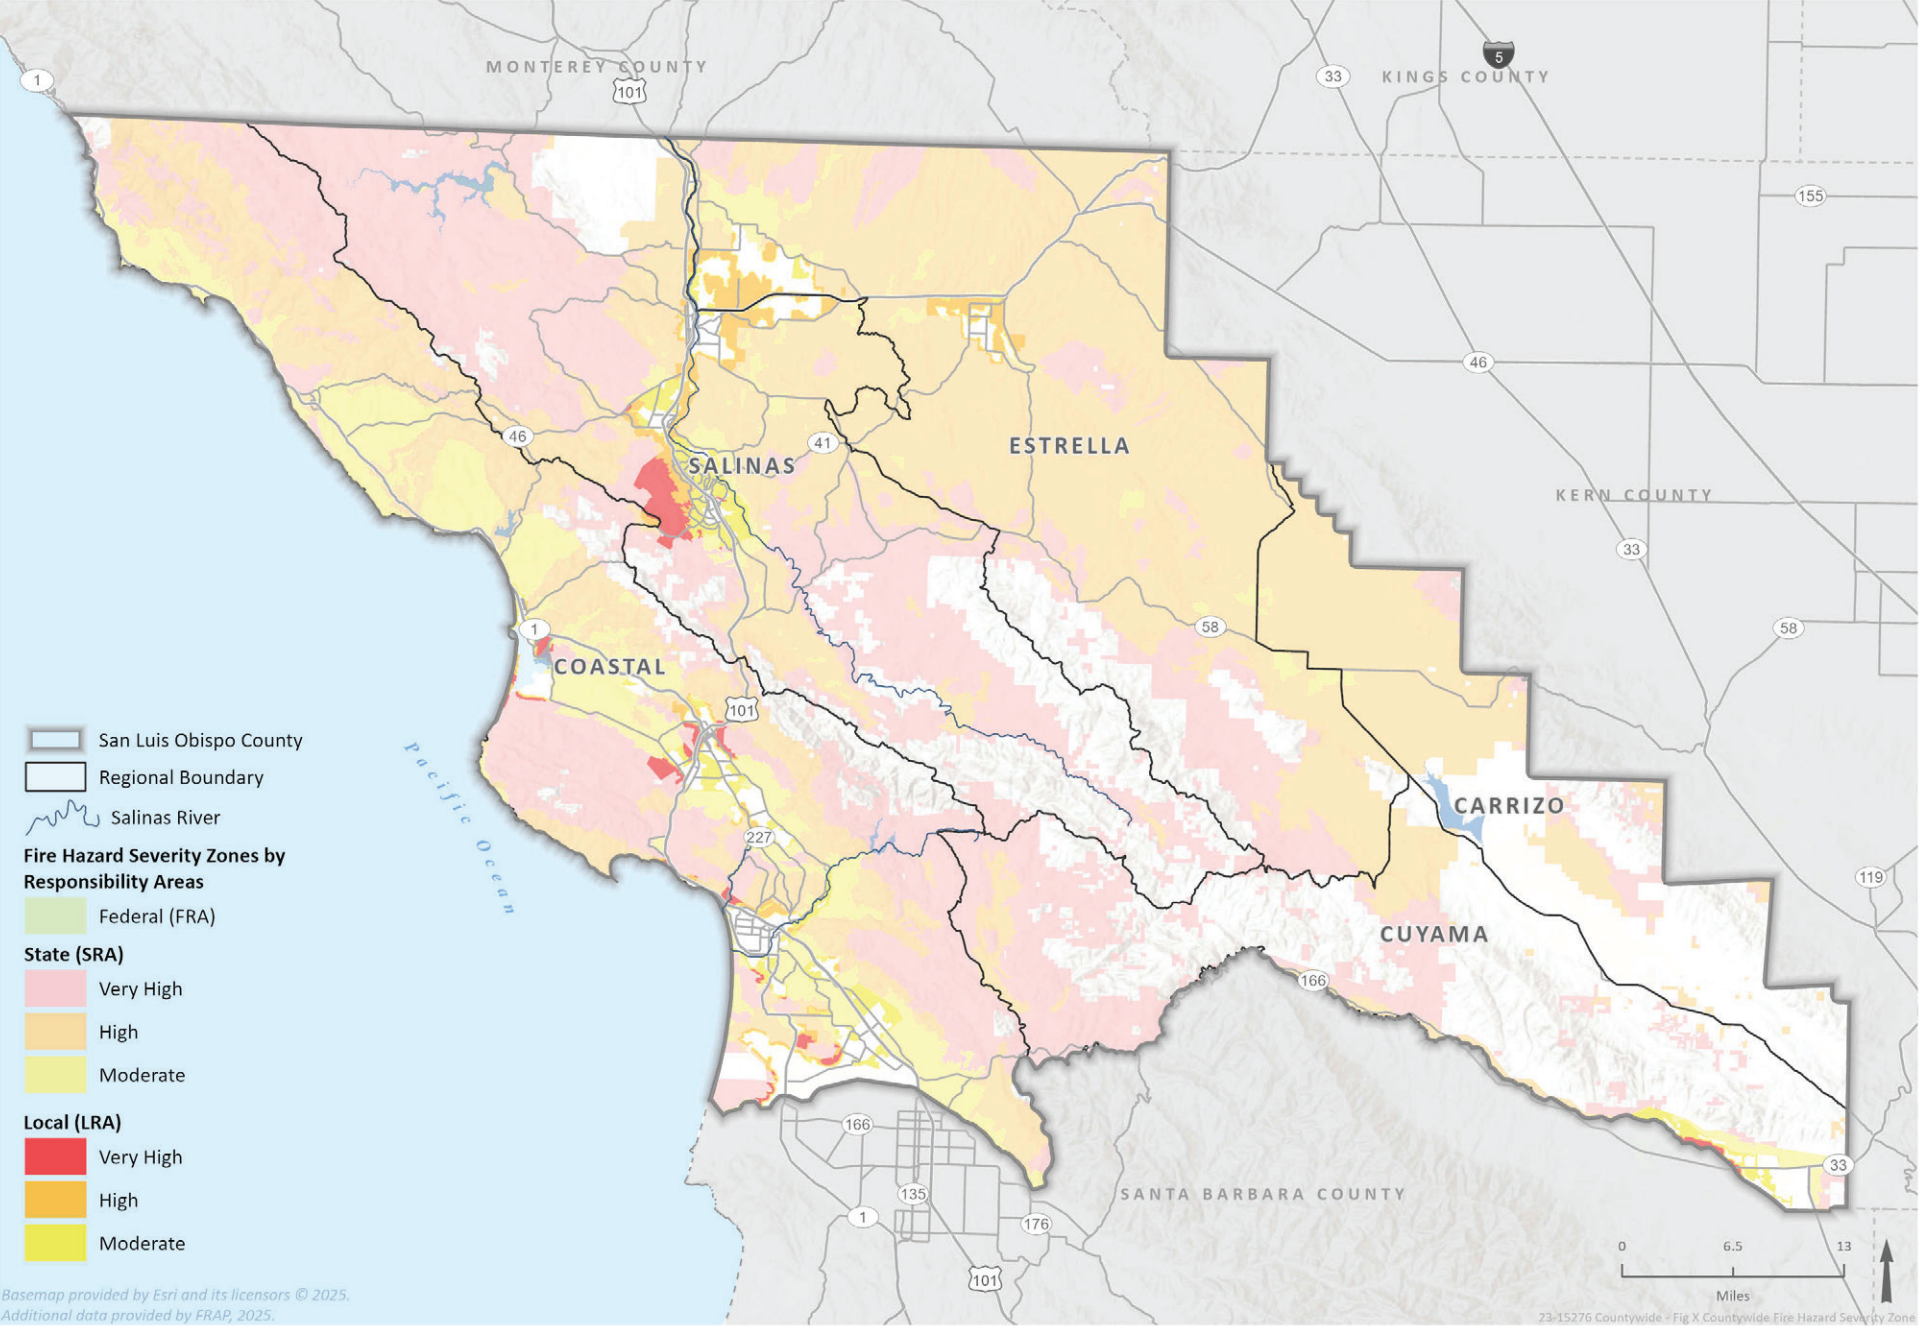 MONTEREY COUNTY
KINGS COUNTY
5
33
1
101
155
46
ESTRELLA
46
41
SALINAS
KERN COUNTY
33
58
58
1
COASTAL
101
San Luis Obispo County
Regional Boundary
Salinas River
Fire Hazard Severity Zones by
Responsibility Areas
Federal (FRA)
State (SRA)
Very High
High
Moderate
Local (LRA)
Very High
High
Moderate
Pacific Ocean
CARRIZO
227
119
CUYAMA
166
166
33
135
SANTA BARBARA COUNTY
1
176
101
0
6.5
13
Miles
Basemap provided by Esri and its licensors © 2025.
Additional data provided by FRAP, 2025.
23-15276 Countywide - Fig X Countywide Fire Hazard Severity Zone